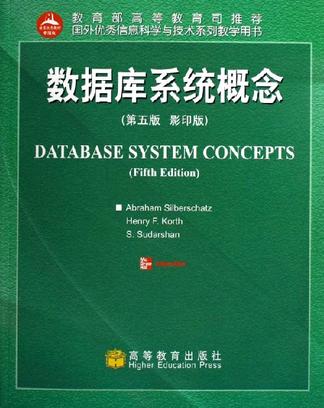 教育部高等教育司推荐
国外优秀信息科学与技术系列教学用书
数据库系统概念
(第五版 影印版)
DATABASE SYSTEM CONCEPTS
(Fifth Edition)
Abraham Silberschatz
Henry F. Korth
S. Sudarshan
高等教育出版社
Higher Education Press